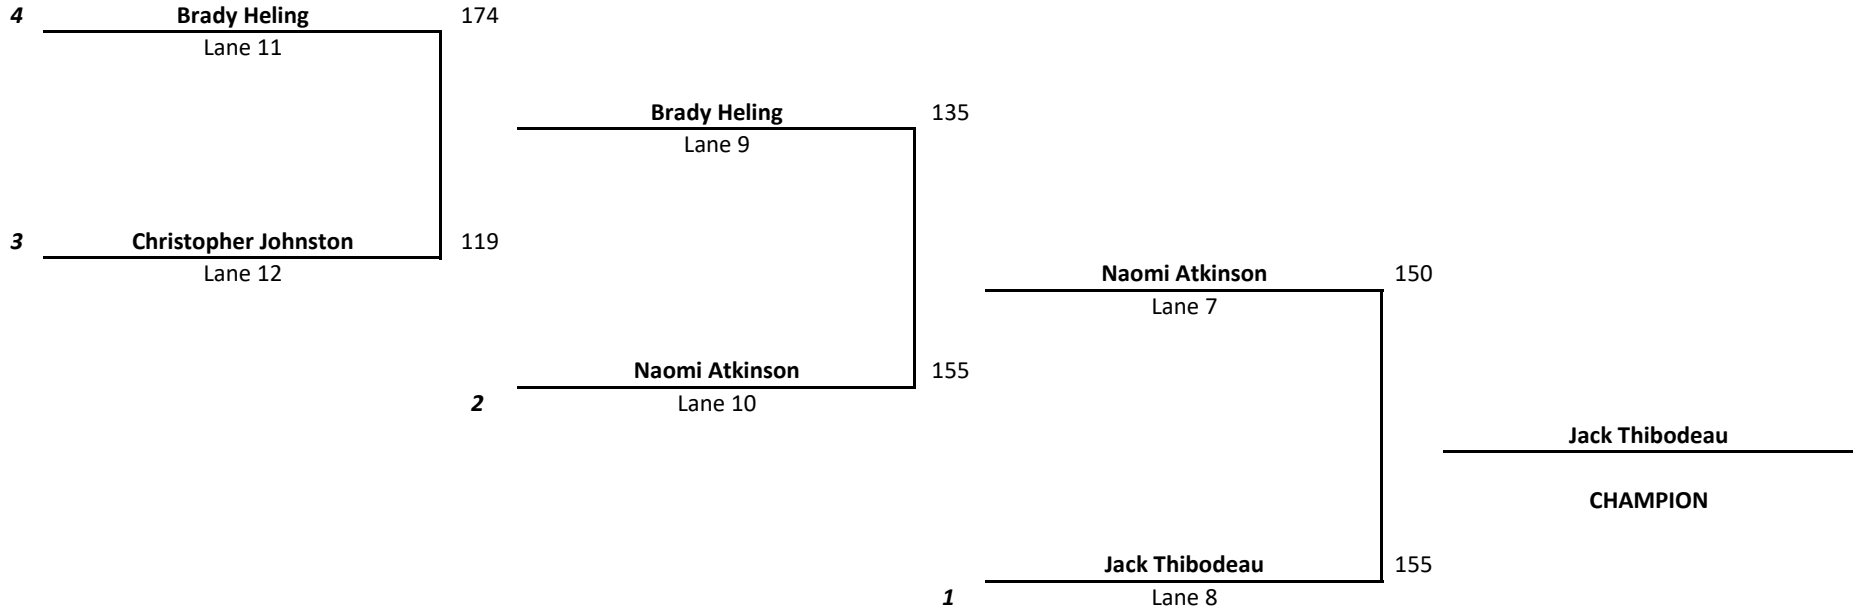 4 Brady Heling 174
Lane 11
Brady Heling 135
Lane 9
3 Christopher Johnston 119
Lane 12
Naomi Atkinson 150
Lane 7
Naomi Atkinson 155
2 Lane 10
Jack Thibodeau
CHAMPION
Jack Thibodeau 155
1 Lane 8